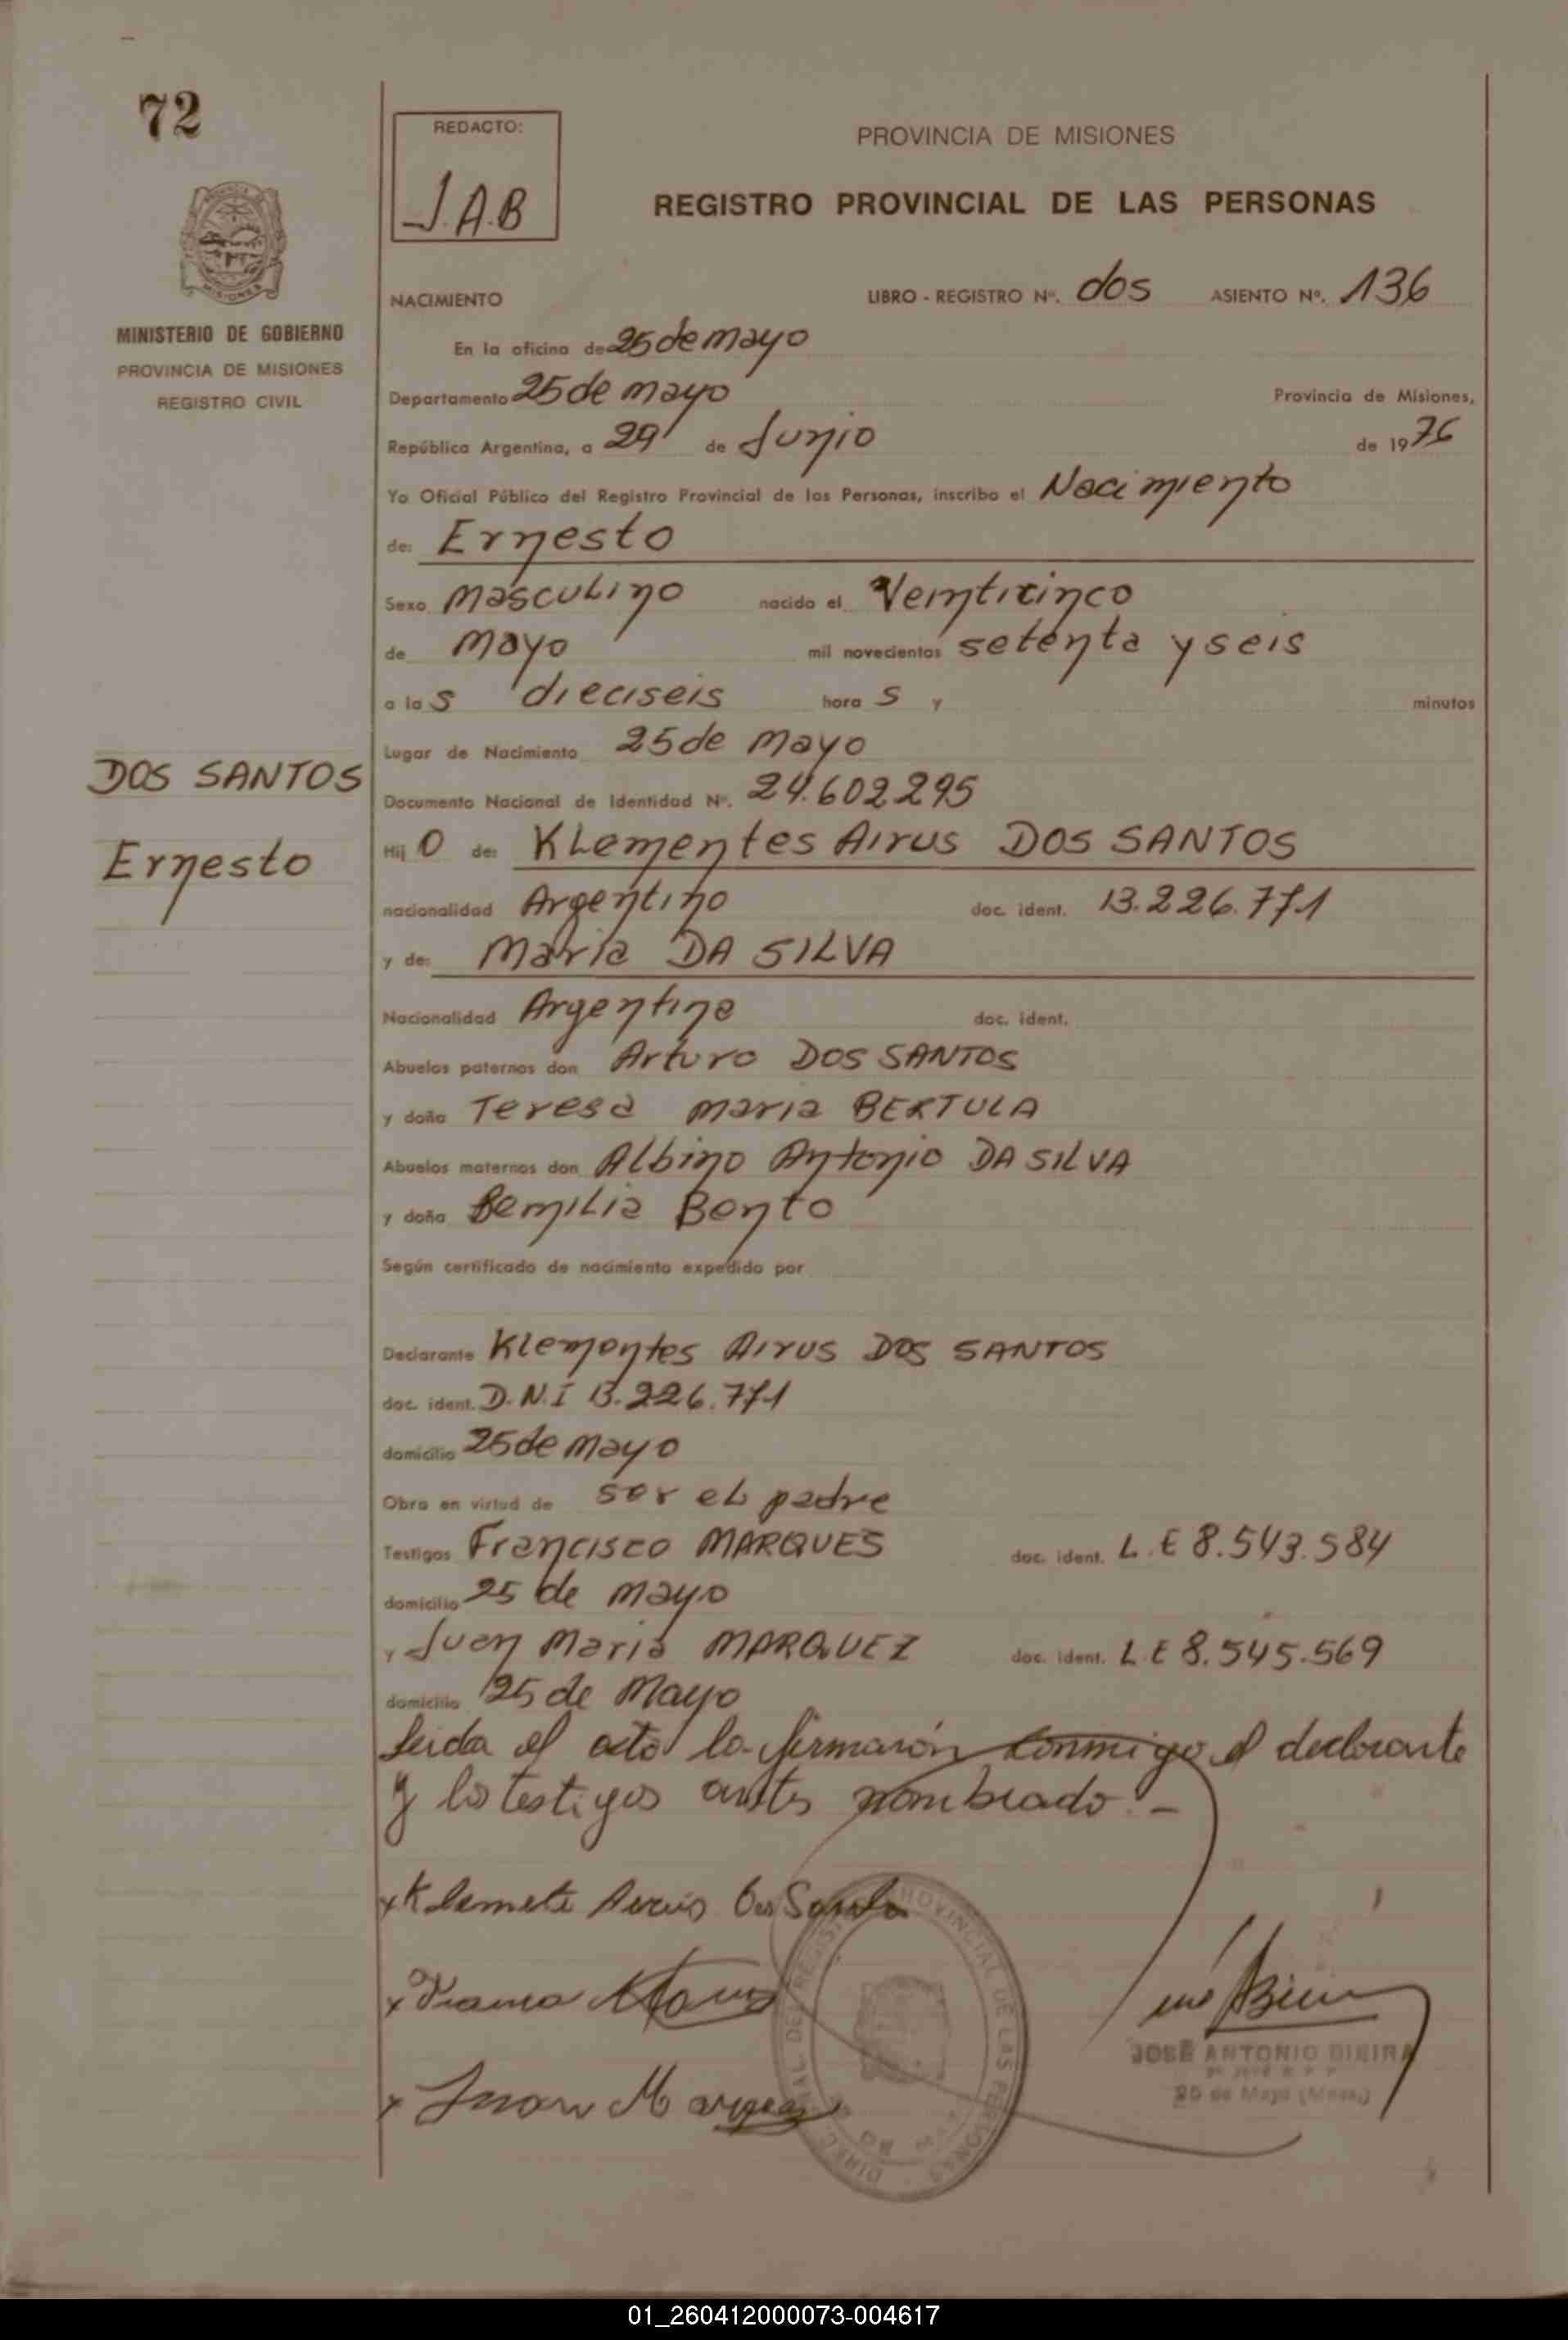 72
REDACTO:
J.A.B
PROVINCIA DE MISIONES
REGISTRO PROVINCIAL DE LAS PERSONAS
MINISTERIO DE GOBIERNO
PROVINCIA DE MISIONES
REGISTRO CIVIL
NACIMIENTO LIBRO - REGISTRO Nº. dos ASIENTO Nº. 136
En la oficina de 25 de mayo
Departamento 25 de mayo Provincia de Misiones,
República Argentina, a 29 de Junio de 1976
Yo Oficial Público del Registro Provincial de las Personas, inscribo el Nacimiento
de: Ernesto
Sexo masculino nacido el Veinticinco
de mayo mil novecientos setenta y seis
a las dieciseis horas y minutos
Lugar de Nacimiento 25 de mayo
DOS SANTOS
Ernesto
Documento Nacional de Identidad Nº. 24.602.295
Hijo de: Klementes Airus DOS SANTOS
nacionalidad Argentino doc. ident. 13.226.771
y de: Maria DA SILVA
Nacionalidad Argentina doc. ident.
Abuelos paternos don Arturo DOS SANTOS
y doña Teresa maria BERTULA
Abuelos maternos don Albino Antonio DA SILVA
y doña Bemilia Bento
Según certificado de nacimiento expedido por
Declarante Klementes Airus DOS SANTOS
doc. ident. D.N.I 13.226.771
domicilio 25 de mayo
Obra en virtud de ser el padre
Testigos Francisco MARQUES doc. ident. L.E 8.543.584
domicilio 25 de mayo
y Juan Maria MARQUEZ doc. ident. L.E 8.545.569
domicilio 25 de Mayo
Leida el acta la firmarón conmigo el declarante
y los testigos antes nombrado.-
JOSÉ ANTONIO BIEIRA
25 de Mayo (Mnes.)
01_260412000073-004617